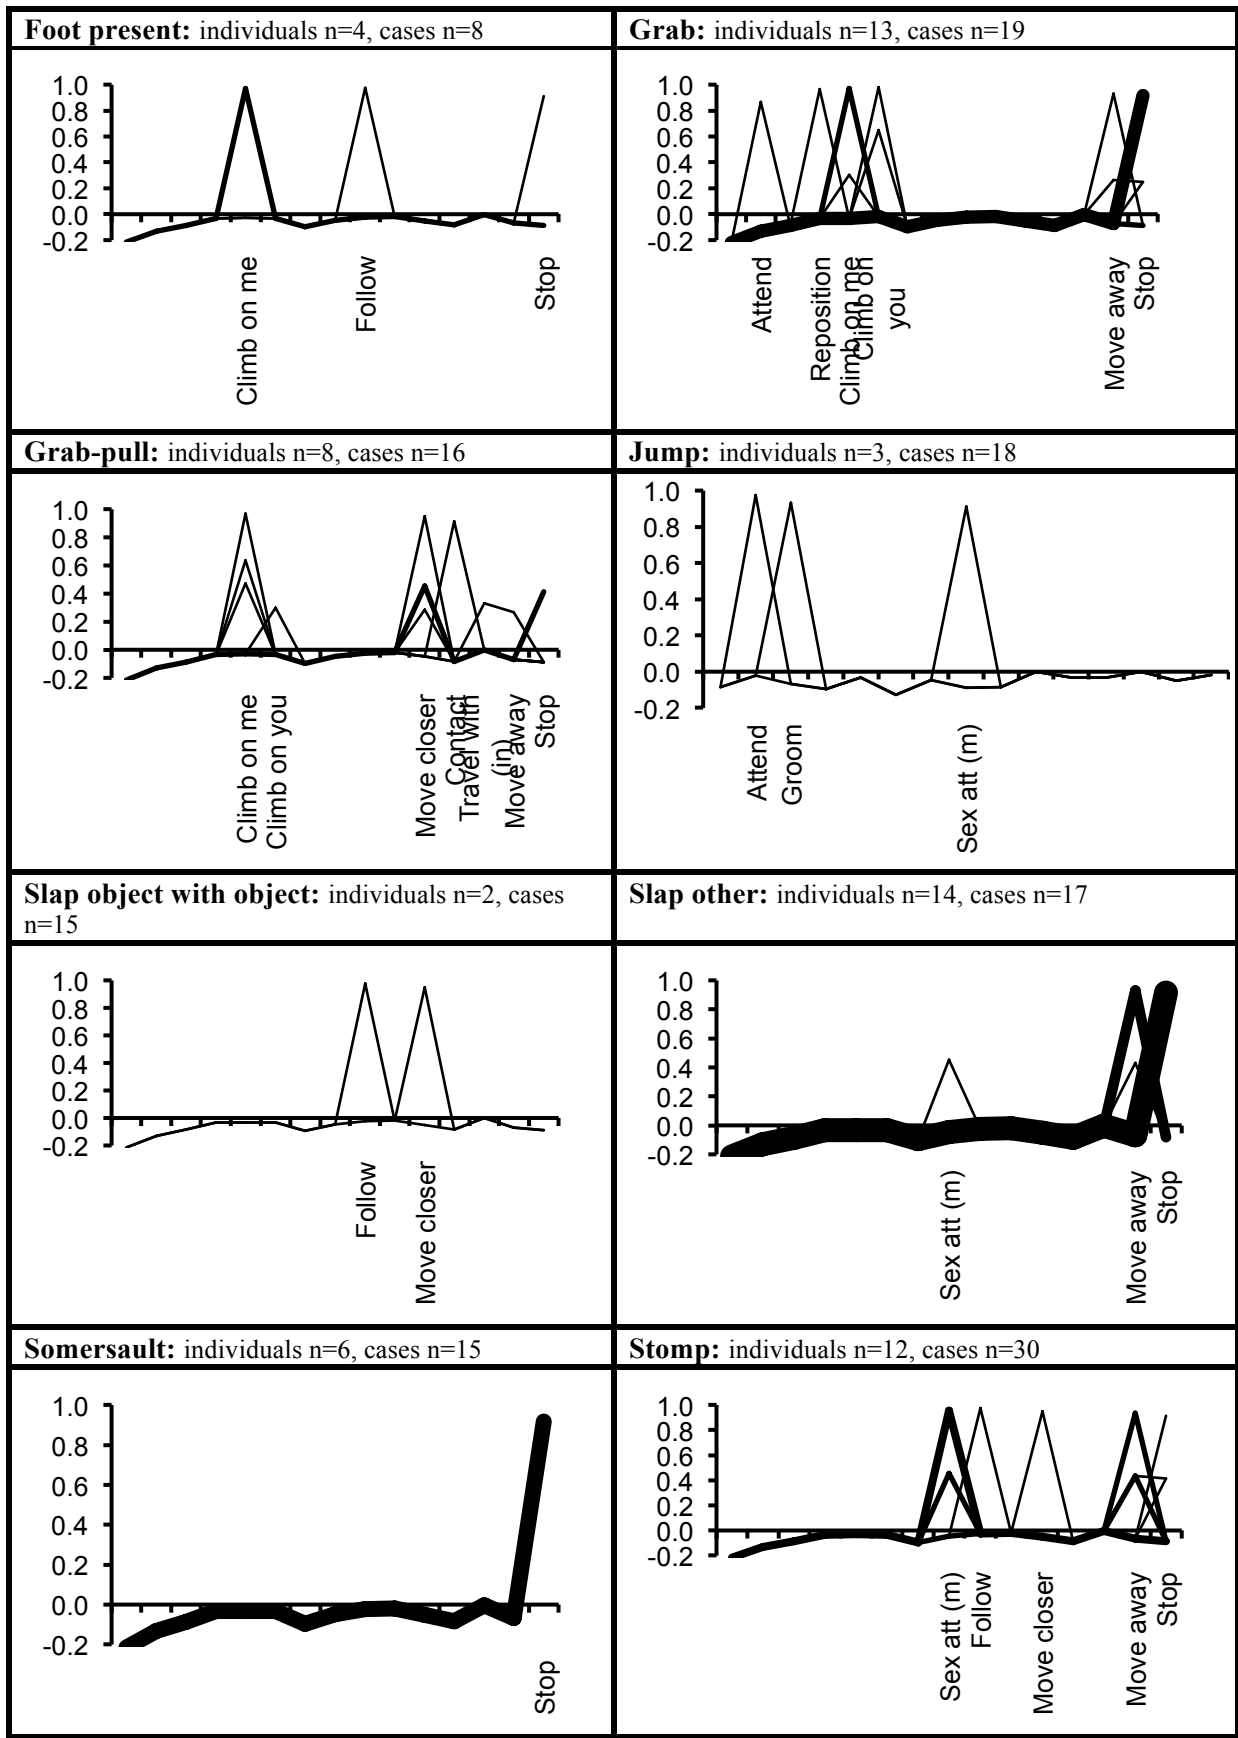 Foot present: individuals n=4, cases n=8
1.0
0.8
0.6
0.4
0.2
0.0
-0.2
Climb on me
Follow
Stop
Grab: individuals n=13, cases n=19
1.0
0.8
0.6
0.4
0.2
0.0
-0.2
Attend
Reposition
Climb on me
Climb on
you
Move away
Stop
Grab-pull: individuals n=8, cases n=16
1.0
0.8
0.6
0.4
0.2
0.0
-0.2
Climb on me
Climb on you
Move closer
Contact
Travel with
(in)
Move away
Stop
Jump: individuals n=3, cases n=18
1.0
0.8
0.6
0.4
0.2
0.0
-0.2
Attend
Groom
Sex att (m)
Slap object with object: individuals n=2, cases
n=15
1.0
0.8
0.6
0.4
0.2
0.0
-0.2
Follow
Move closer
Slap other: individuals n=14, cases n=17
1.0
0.8
0.6
0.4
0.2
0.0
-0.2
Sex att (m)
Move away
Stop
Somersault: individuals n=6, cases n=15
1.0
0.8
0.6
0.4
0.2
0.0
-0.2
Stop
Stomp: individuals n=12, cases n=30
1.0
0.8
0.6
0.4
0.2
0.0
-0.2
Sex att (m)
Follow
Move closer
Move away
Stop